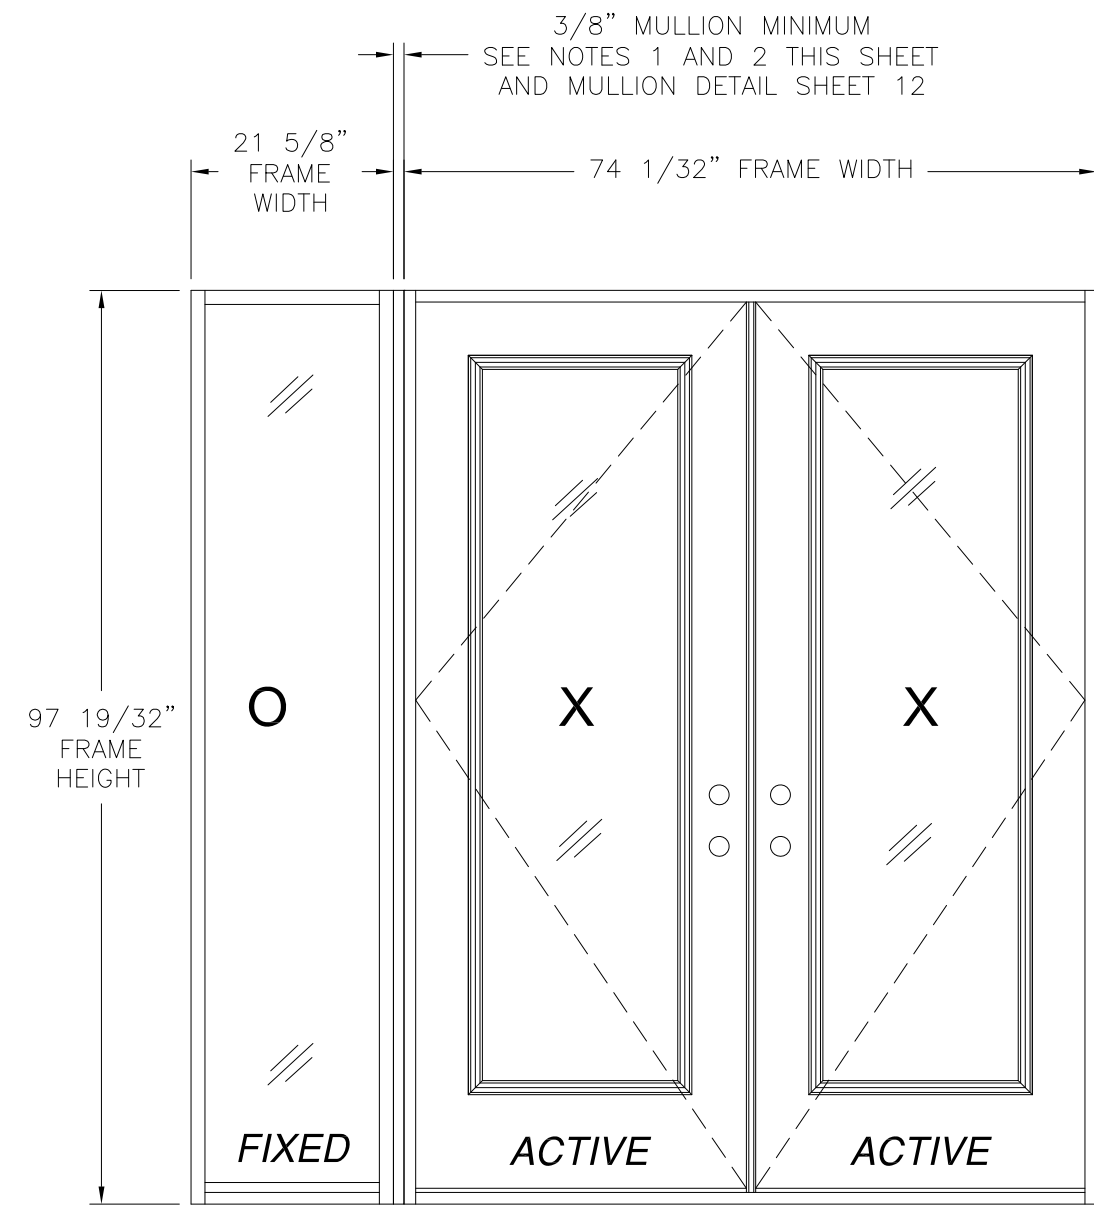 3/8” MULLION MINIMUM
SEE NOTES 1 AND 2 THIS SHEET
AND MULLION DETAIL SHEET 12
21 5/8”
FRAME
WIDTH
74 1/32” FRAME WIDTH
97 19/32”
FRAME
HEIGHT
O
X
X
FIXED
ACTIVE
ACTIVE